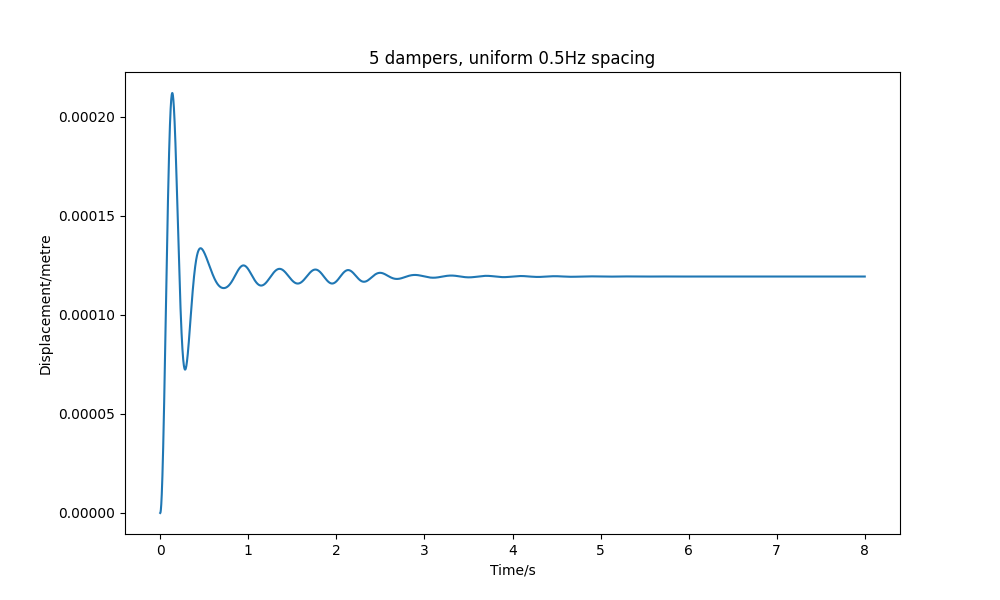 5 dampers, uniform 0.5Hz spacing
Displacement/metre
0.00020
0.00015
0.00010
0.00005
0.00000
0 1 2 3 4 5 6 7 8
Time/s